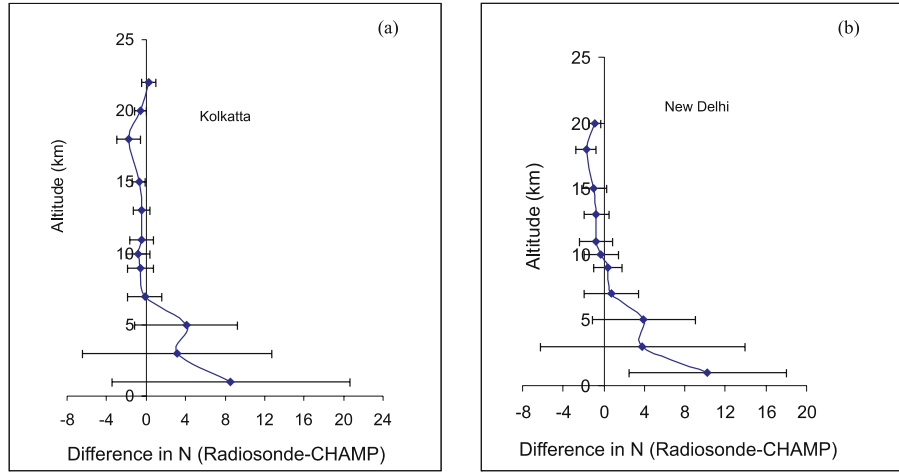 (a)
25
20
15
10
5
0
Kolkatta
Altitude (km)
-8 -4 0 4 8 12 16 20 24
Difference in N (Radiosonde-CHAMP)
(b)
25
20
15
10
5
0
New Delhi
Altitude (km)
-8 -4 0 4 8 12 16 20
Difference in N (Radiosonde-CHAMP)